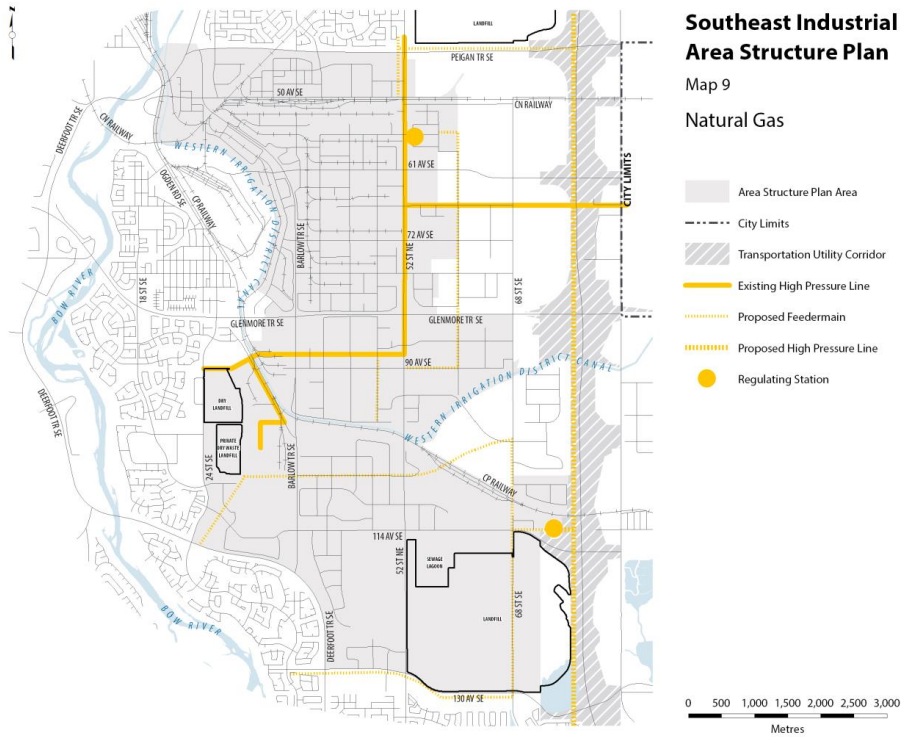 N
LANDFILL
PEIGAN TR SE
50 AV SE
CN RAILWAY
DEERFOOT TR SE
CN RAILWAY
WESTERN IRRIGATION DISTRICT CANAL
61 AV SE
OGDEN RD SE
CP RAILWAY
CITY LIMITS
72 AV SE
BARLOW TR SE
52 ST NE
18 ST SE
68 ST SE
BOW RIVER
GLENMORE TR SE
GLENMORE TR SE
90 AV SE
WESTERN IRRIGATION DISTRICT CANAL
DRY
LANDFILL
DEERFOOT TR SE
PRIVATE
DRY WASTE
LANDFILL
24 ST SE
BARLOW TR SE
CP RAILWAY
114 AV SE
52 ST NE
SEWAGE
LAGOON
68 ST SE
LANDFILL
BOW RIVER
DEERFOOT TR SE
130 AV SE
Southeast Industrial
Area Structure Plan
Map 9
Natural Gas
Area Structure Plan Area
City Limits
Transportation Utility Corridor
Existing High Pressure Line
Proposed Feedermain
Proposed High Pressure Line
Regulating Station
0 500 1,000 1,500 2,000 2,500 3,000
Metres